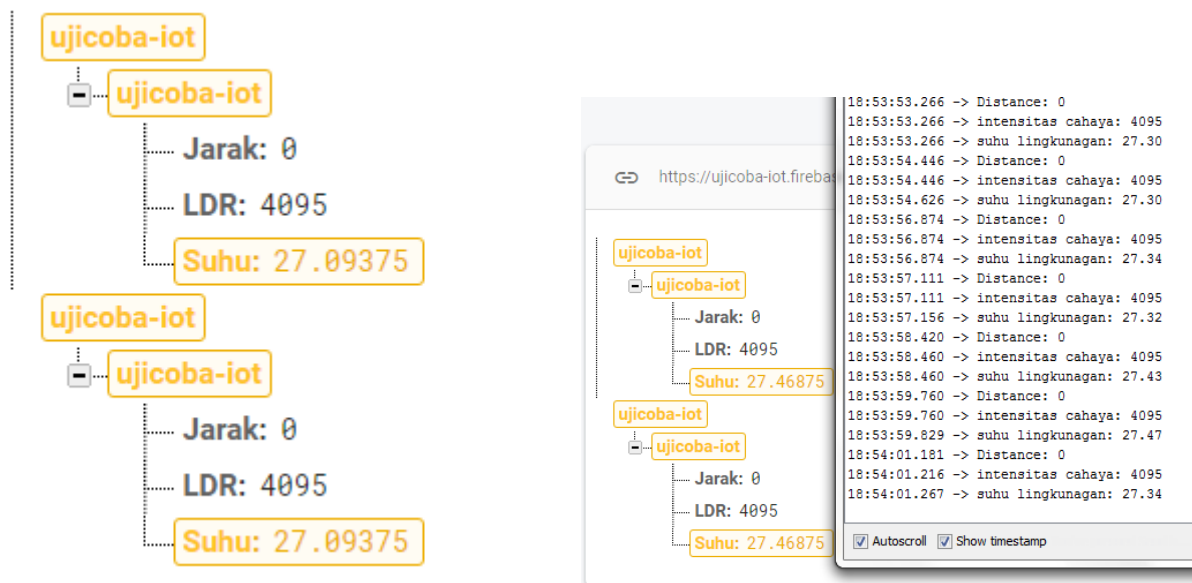 ujicoba-iot
ujicoba-iot
Jarak: 0
LDR: 4095
Suhu: 27.09375
ujicoba-iot
ujicoba-iot
Jarak: 0
LDR: 4095
Suhu: 27.09375
https://ujicoba-iot.firebas
ujicoba-iot
ujicoba-iot
Jarak: 0
LDR: 4095
Suhu: 27.46875
ujicoba-iot
ujicoba-iot
Jarak: 0
LDR: 4095
Suhu: 27.46875
18:53:53.266 -> Distance: 0
18:53:53.266 -> intensitas cahaya: 4095
18:53:53.266 -> suhu lingkunagan: 27.30
18:53:54.446 -> Distance: 0
18:53:54.446 -> intensitas cahaya: 4095
18:53:54.626 -> suhu lingkunagan: 27.30
18:53:56.874 -> Distance: 0
18:53:56.874 -> intensitas cahaya: 4095
18:53:56.874 -> suhu lingkunagan: 27.34
18:53:57.111 -> Distance: 0
18:53:57.111 -> intensitas cahaya: 4095
18:53:57.156 -> suhu lingkunagan: 27.32
18:53:58.420 -> Distance: 0
18:53:58.460 -> intensitas cahaya: 4095
18:53:58.460 -> suhu lingkunagan: 27.43
18:53:59.760 -> Distance: 0
18:53:59.760 -> intensitas cahaya: 4095
18:53:59.829 -> suhu lingkunagan: 27.47
18:54:01.181 -> Distance: 0
18:54:01.216 -> intensitas cahaya: 4095
18:54:01.267 -> suhu lingkunagan: 27.34
Autoscroll Show timestamp